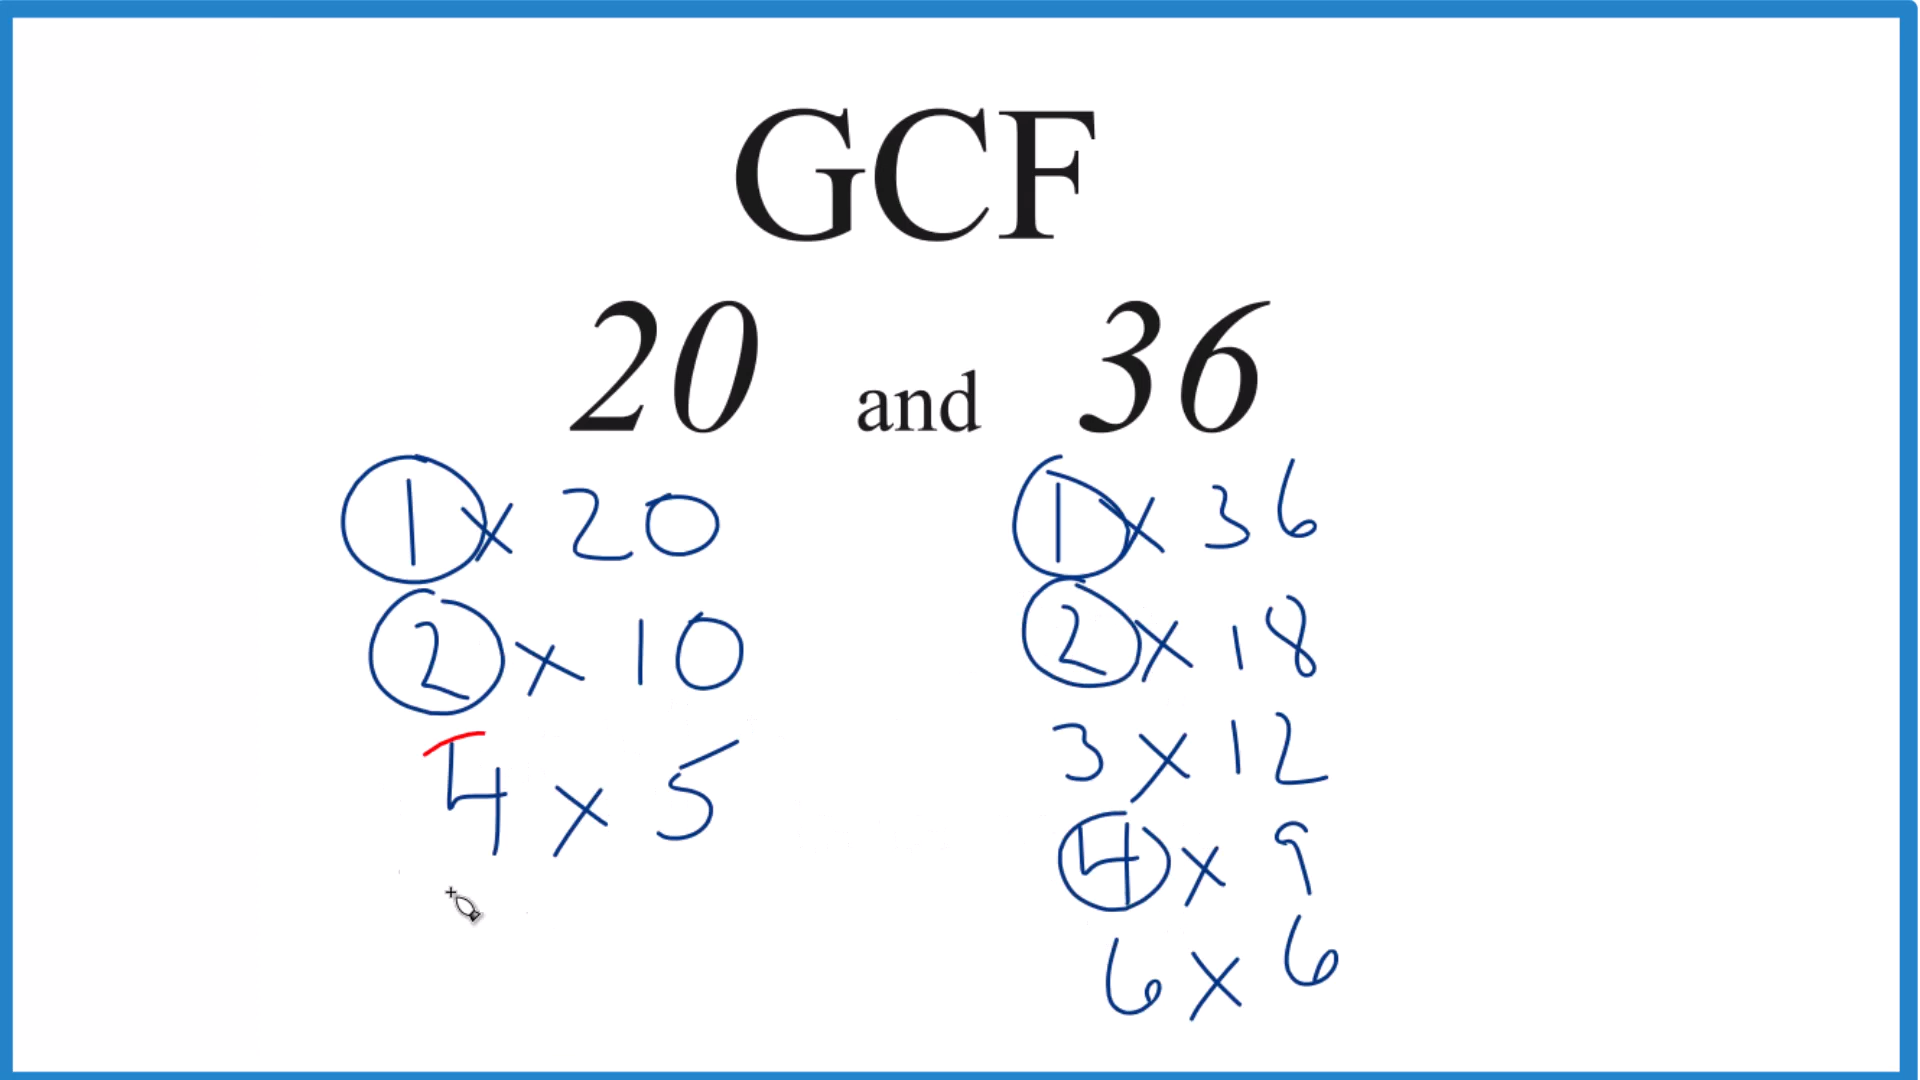 GCF
20 and 36
1 x 20 1 x 36
2 x 10 2 x 18
4 x 5 3 x 12
4 x 9
6 x 6